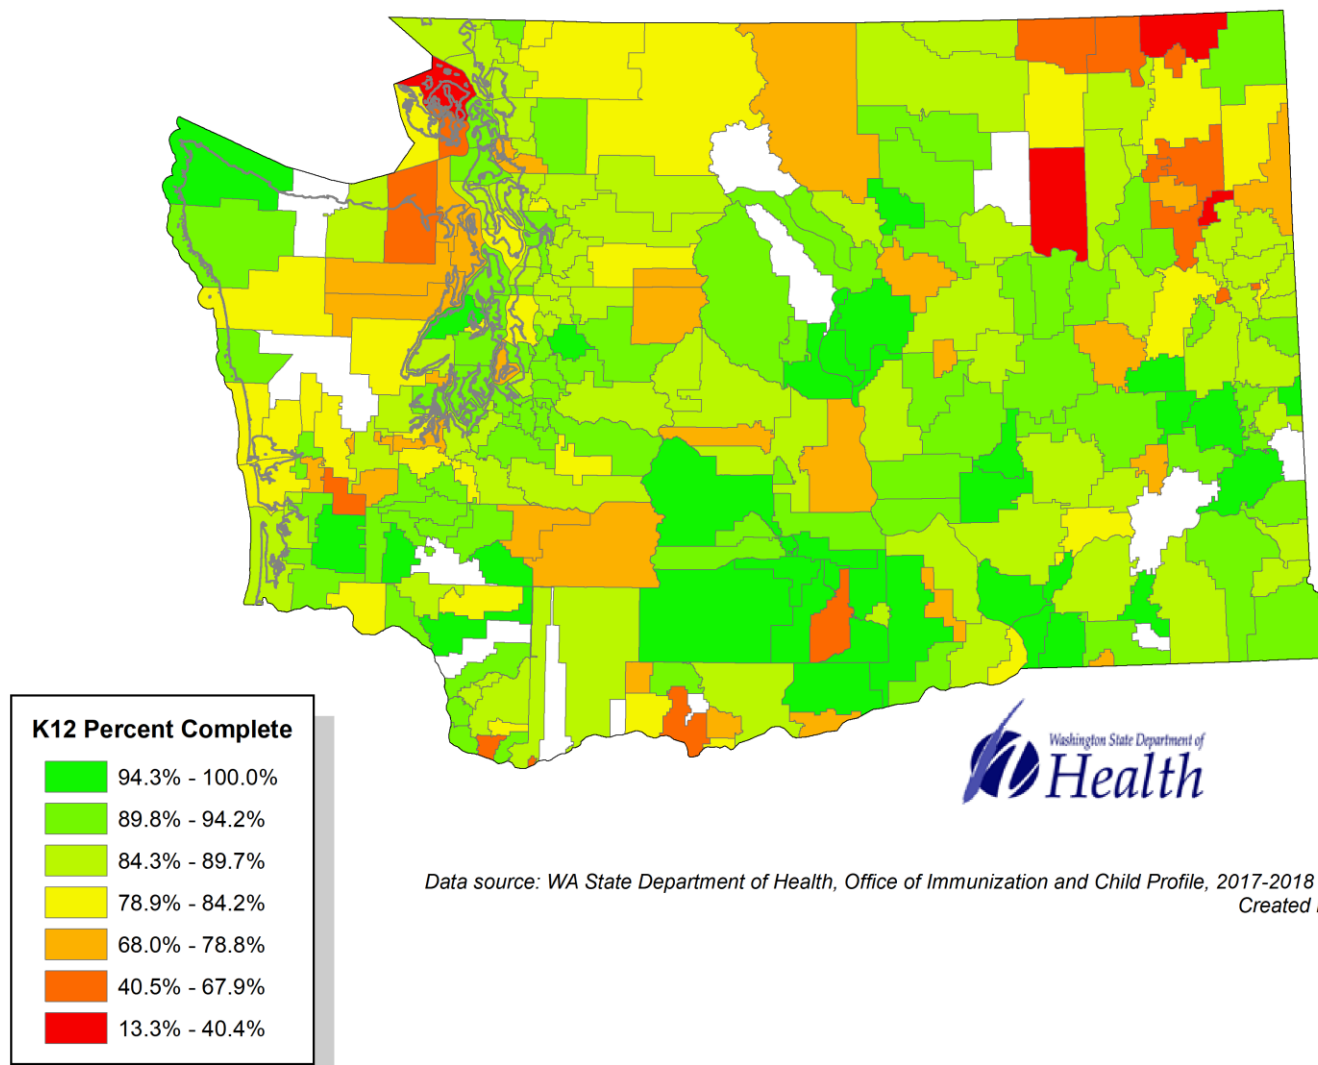 K12 Percent Complete
94.3% - 100.0%
89.8% - 94.2%
84.3% - 89.7%
78.9% - 84.2%
68.0% - 78.8%
40.5% - 67.9%
13.3% - 40.4%
Washington State Department of
Health
Data source: WA State Department of Health, Office of Immunization and Child Profile, 2017-2018
Created